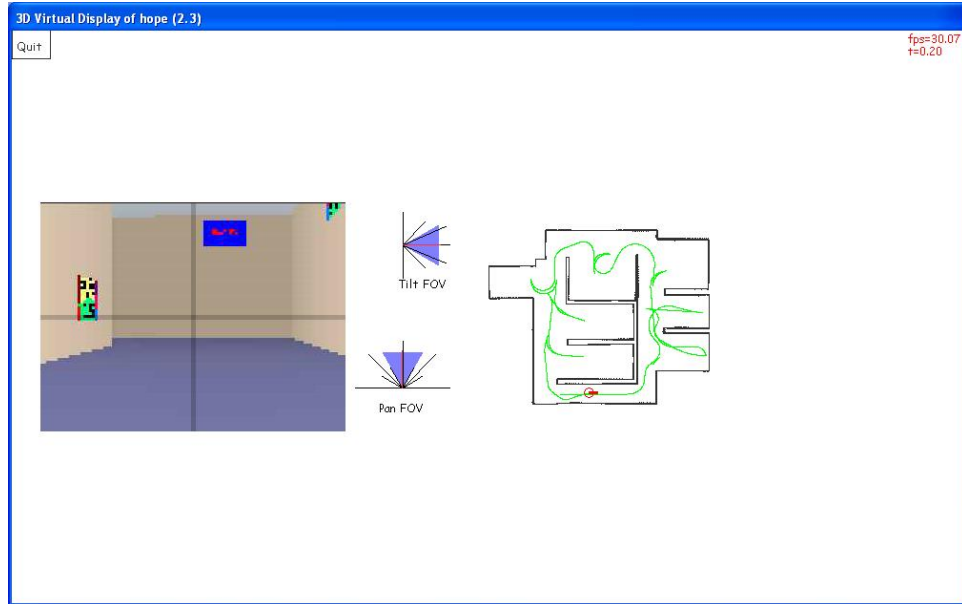 3D Virtual Display of hope (2.3)
Quit
fps=30.07
t=0.20
Tilt FOV
Pan FOV